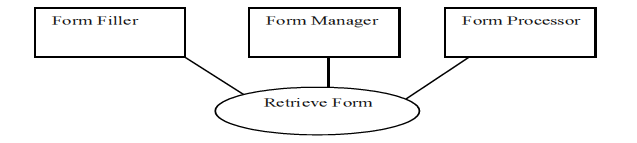 Form Filler
Form Manager
Form Processor
Retrieve Form